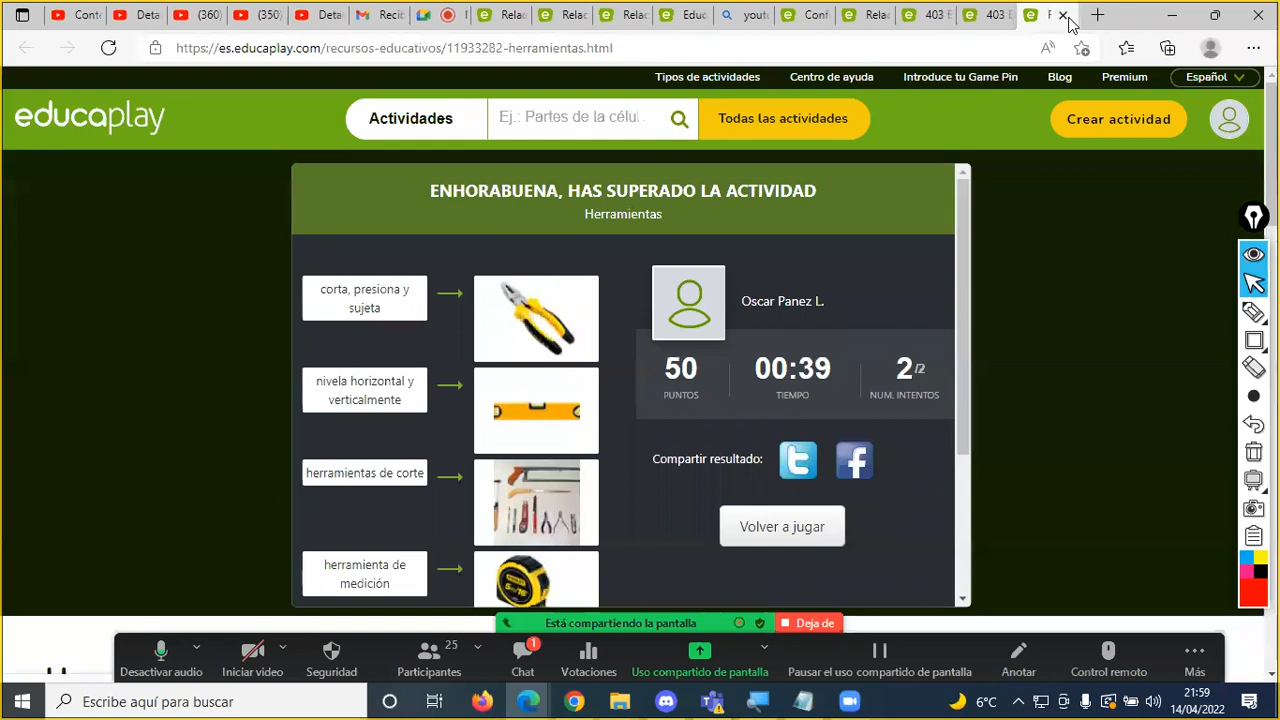 Conte
Deta
(360)
(350)
Deta
Recib
Relac
Relac
Relac
Educ
youtu
Conf
Relac
403 E
403 D
https://es.educaplay.com/recursos-educativos/11933282-herramientas.html
Tipos de actividades Centro de ayuda Introduce tu Game Pin Blog Premium Español
educaplay Actividades Ej.: Partes de la célul Todas las actividades Crear actividad
ENHORABUENA, HAS SUPERADO LA ACTIVIDAD
Herramientas
corta, presiona y
sujeta
nivela horizontal y
verticalmente
herramientas de corte
herramienta de
medición
Oscar Panez L.
50 00:39 2/2
PUNTOS TIEMPO NUM. INTENTOS
Compartir resultado:
Volver a jugar
Está compartiendo la pantalla Deja de
25 1
Desactivar audio Iniciar video Seguridad Participantes Chat Votaciones Uso compartido de pantalla Pausar el uso compartido de pantalla Anotar Control remoto Más
Escribe aquí para buscar
6°C
21:59
14/04/2022